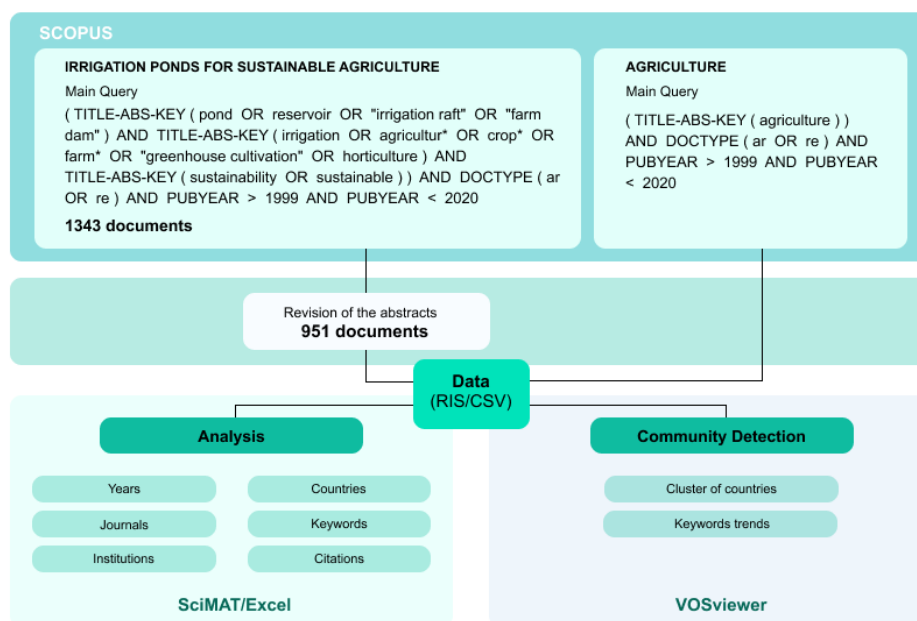 SCOPUS
IRRIGATION PONDS FOR SUSTAINABLE AGRICULTURE
Main Query
( TITLE-ABS-KEY ( pond OR reservoir OR "irrigation raft" OR "farm
dam" ) AND TITLE-ABS-KEY ( irrigation OR agricultur* OR crop* OR
farm* OR "greenhouse cultivation" OR horticulture ) AND
TITLE-ABS-KEY ( sustainability OR sustainable ) ) AND DOCTYPE ( ar
OR re ) AND PUBYEAR > 1999 AND PUBYEAR < 2020
1343 documents
AGRICULTURE
Main Query
( TITLE-ABS-KEY ( agriculture ) )
AND DOCTYPE ( ar OR re ) AND
PUBYEAR > 1999 AND PUBYEAR
< 2020
Revision of the abstracts
951 documents
Data
(RIS/CSV)
Analysis
Years
Countries
Journals
Keywords
Institutions
Citations
SciMAT/Excel
Community Detection
Cluster of countries
Keywords trends
VOSviewer